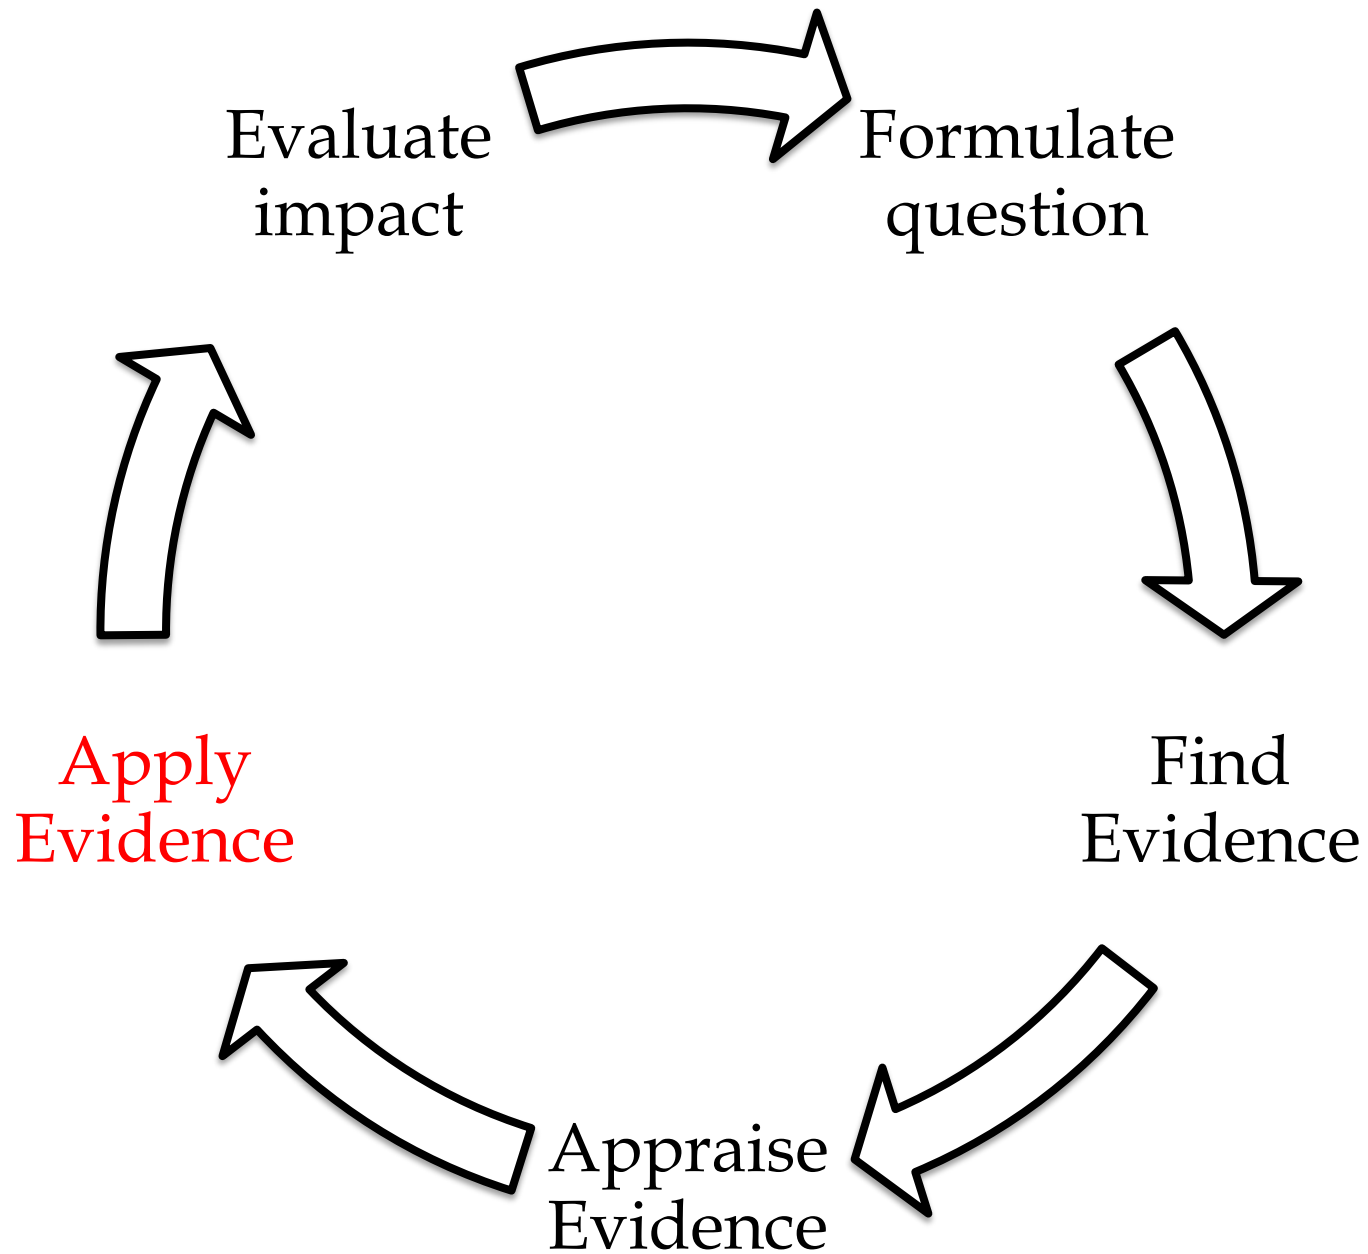 Evaluate
impact
Formulate
question
Find
Evidence
Appraise
Evidence
Apply
Evidence